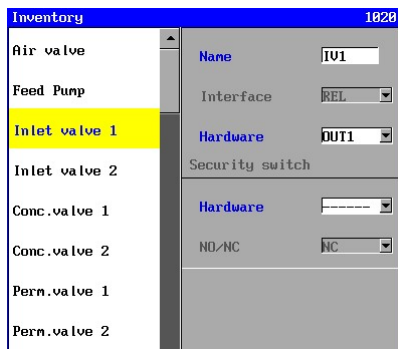 Inventory 1020
Air valve
Feed Pump
Inlet valve 1
Inlet valve 2
Conc.valve 1
Conc.valve 2
Perm.valve 1
Perm.valve 2
Name IV1
Interface REL
Hardware OUT1
Security switch
Hardware ------
NO/NC NC